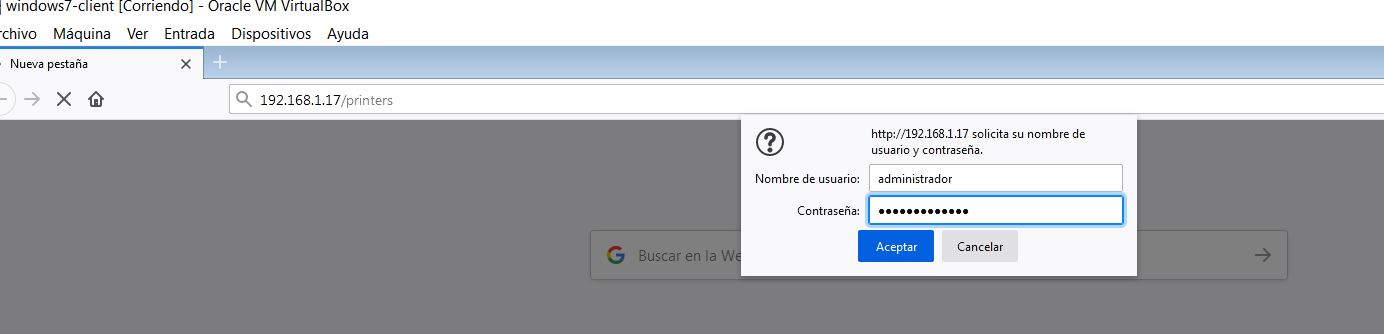 windows7-client [Corriendo] - Oracle VM VirtualBox
rchivo Máquina Ver Entrada Dispositivos Ayuda
Nueva pestaña
192.168.1.17/printers
http://192.168.1.17 solicita su nombre de
usuario y contraseña.
Nombre de usuario: administrador
Contraseña: •••••••••••••
Aceptar Cancelar
Buscar en la We